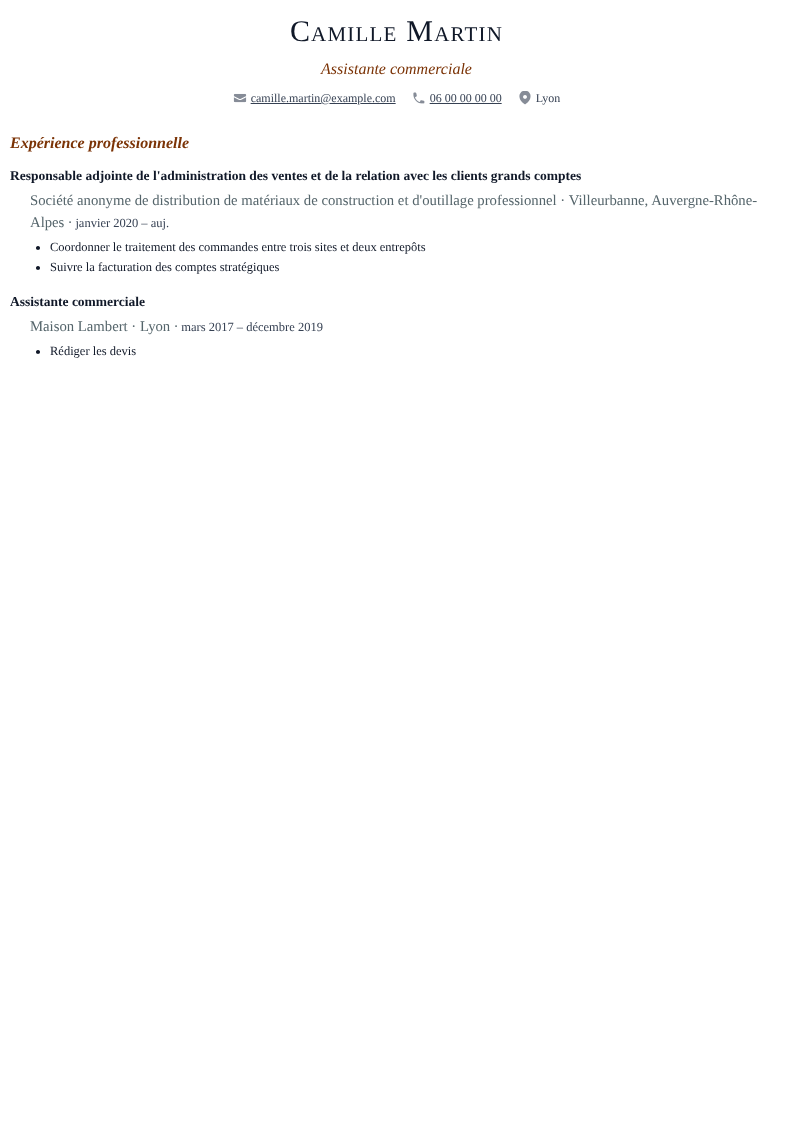 Camille Martin
Assistante commerciale
camille.martin@example.com 06 00 00 00 00 Lyon
Expérience professionnelle
Responsable adjointe de l'administration des ventes et de la relation avec les clients grands comptes
Société anonyme de distribution de matériaux de construction et d'outillage professionnel · Villeurbanne, Auvergne-Rhône-
Alpes · janvier 2020 – auj.
• Coordonner le traitement des commandes entre trois sites et deux entrepôts
• Suivre la facturation des comptes stratégiques
Assistante commerciale
Maison Lambert · Lyon · mars 2017 – décembre 2019
• Rédiger les devis